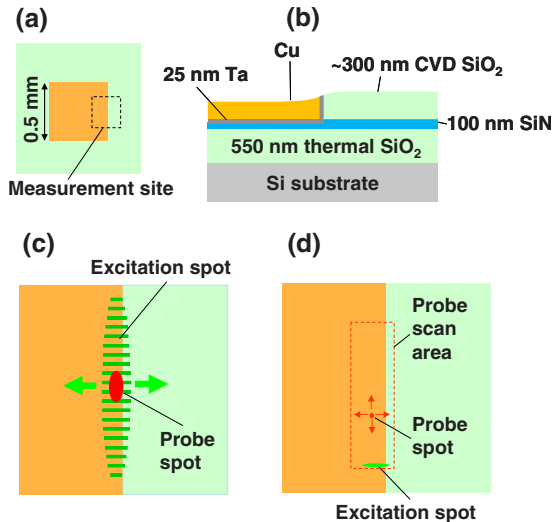 (a)
0.5 mm
Measurement site
(b)
Cu
25 nm Ta
~300 nm CVD SiO₂
100 nm SiN
550 nm thermal SiO₂
Si substrate
(c)
Excitation spot
Probe
spot
(d)
Probe
scan
area
Probe
spot
Excitation spot